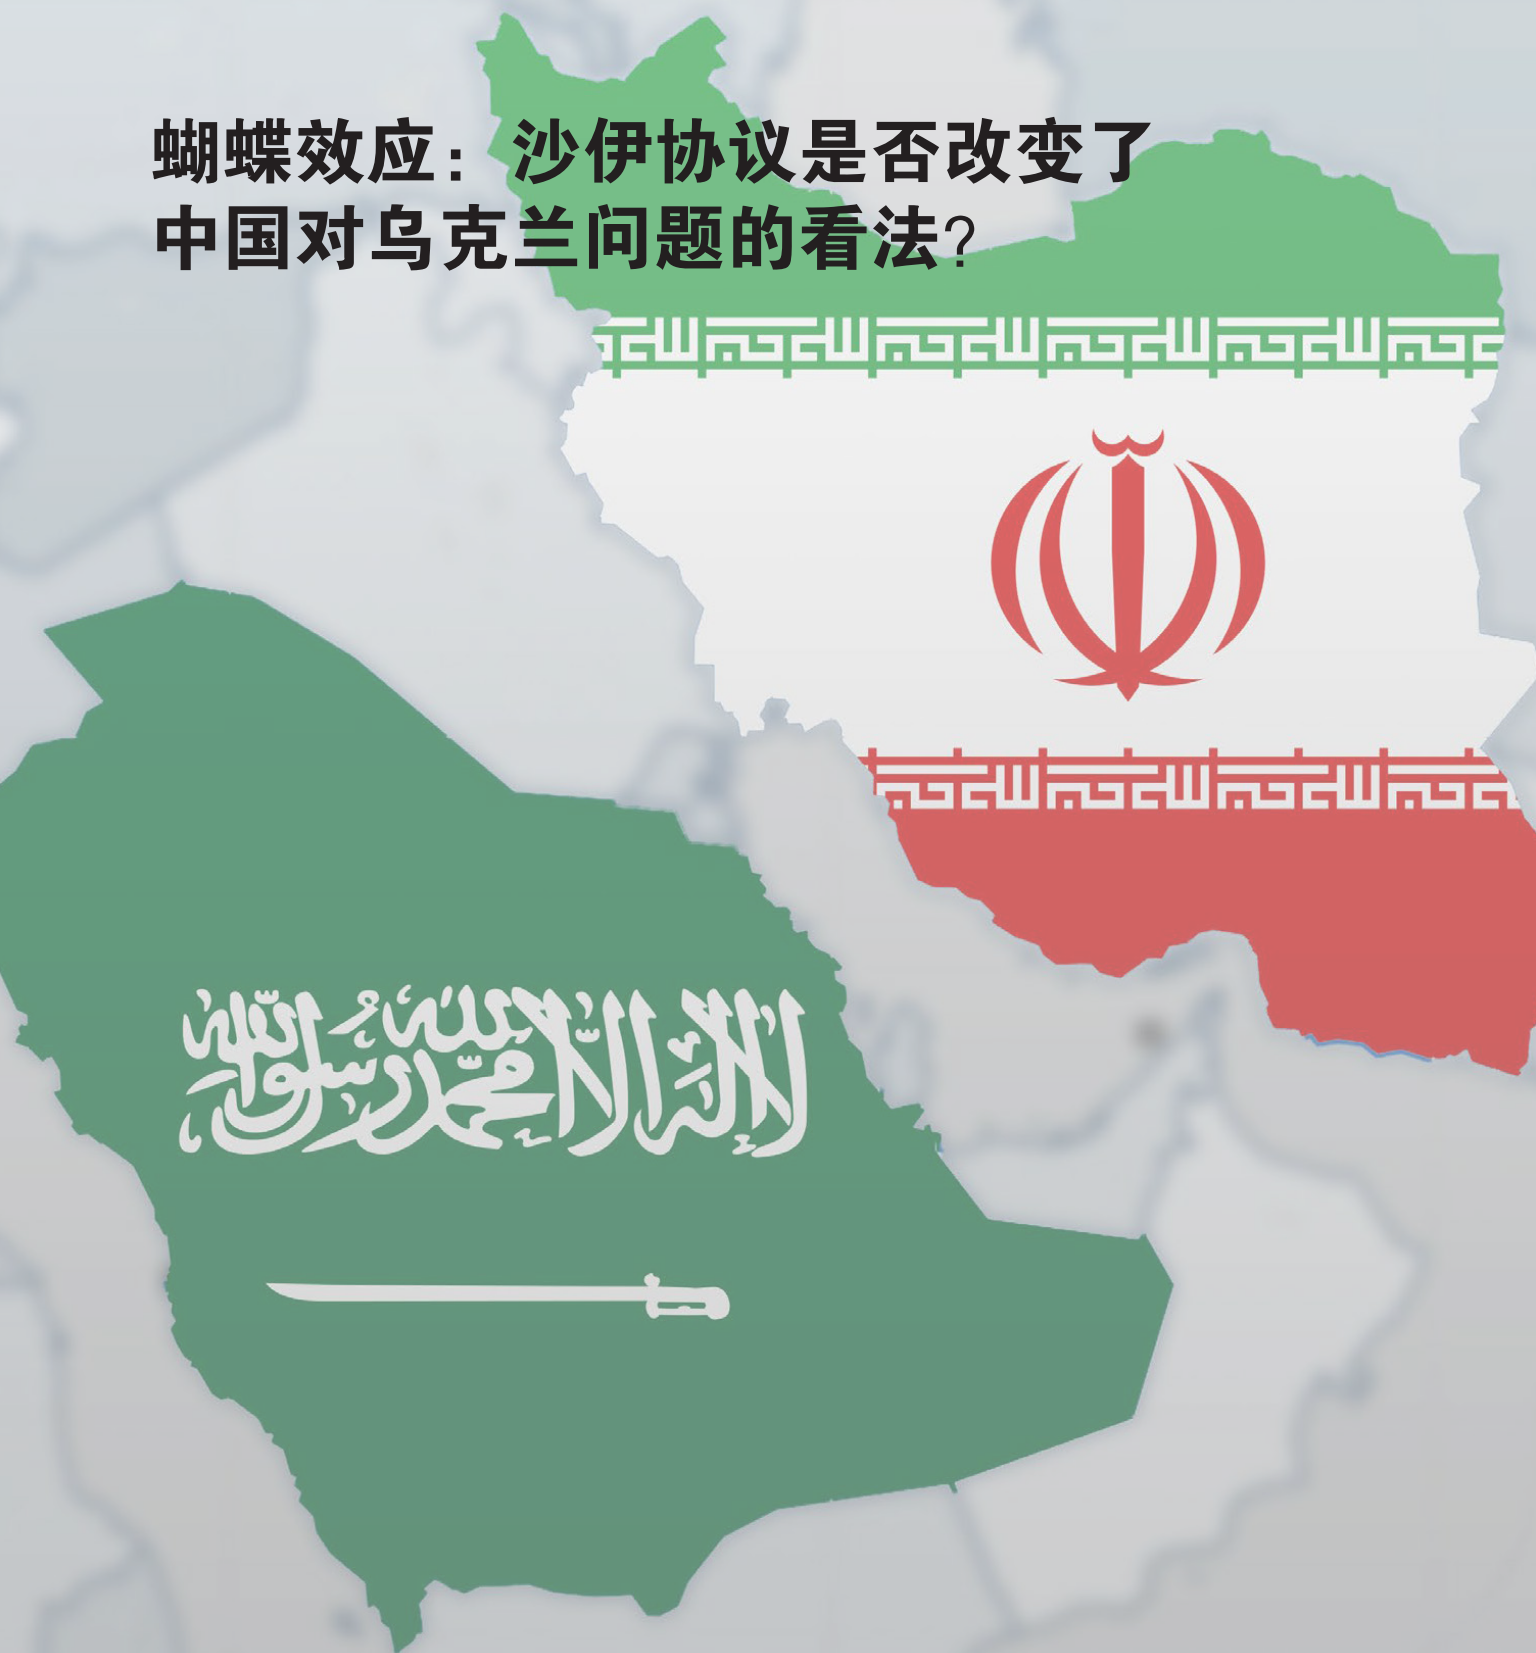 蝴蝶效应：沙伊协议是否改变了
中国对乌克兰问题的看法?
لا إله إلا الله محمد رسول الله